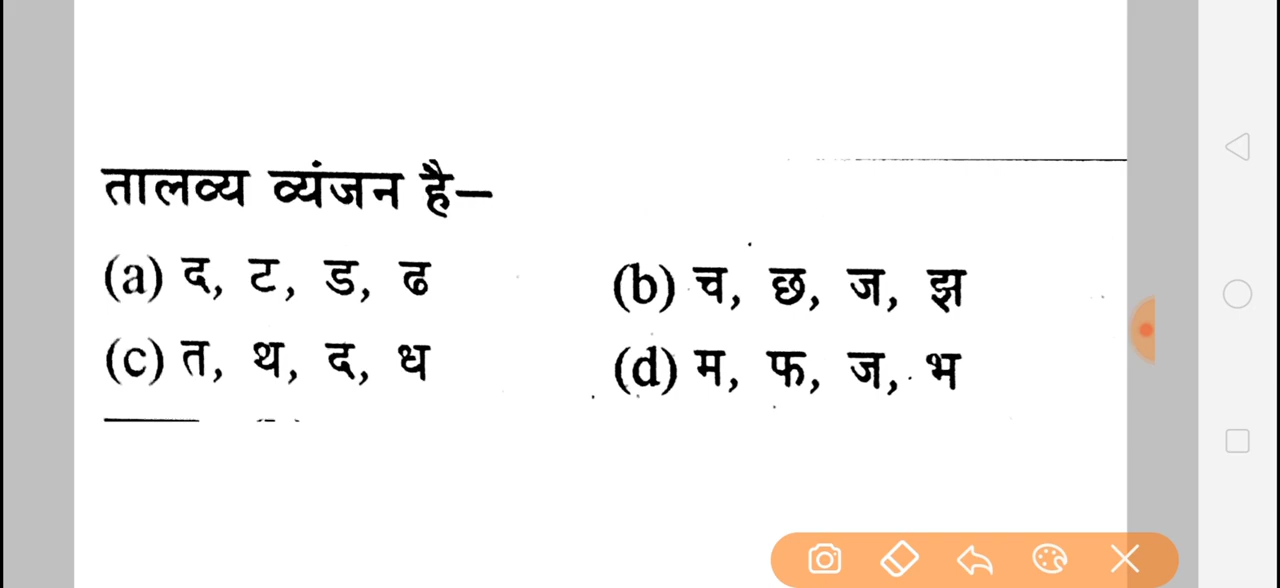 तालव्य व्यंजन है–
(a) द, ट, ड, ढ (b) च, छ, ज, झ
(c) त, थ, द, ध (d) म, फ, ज, भ